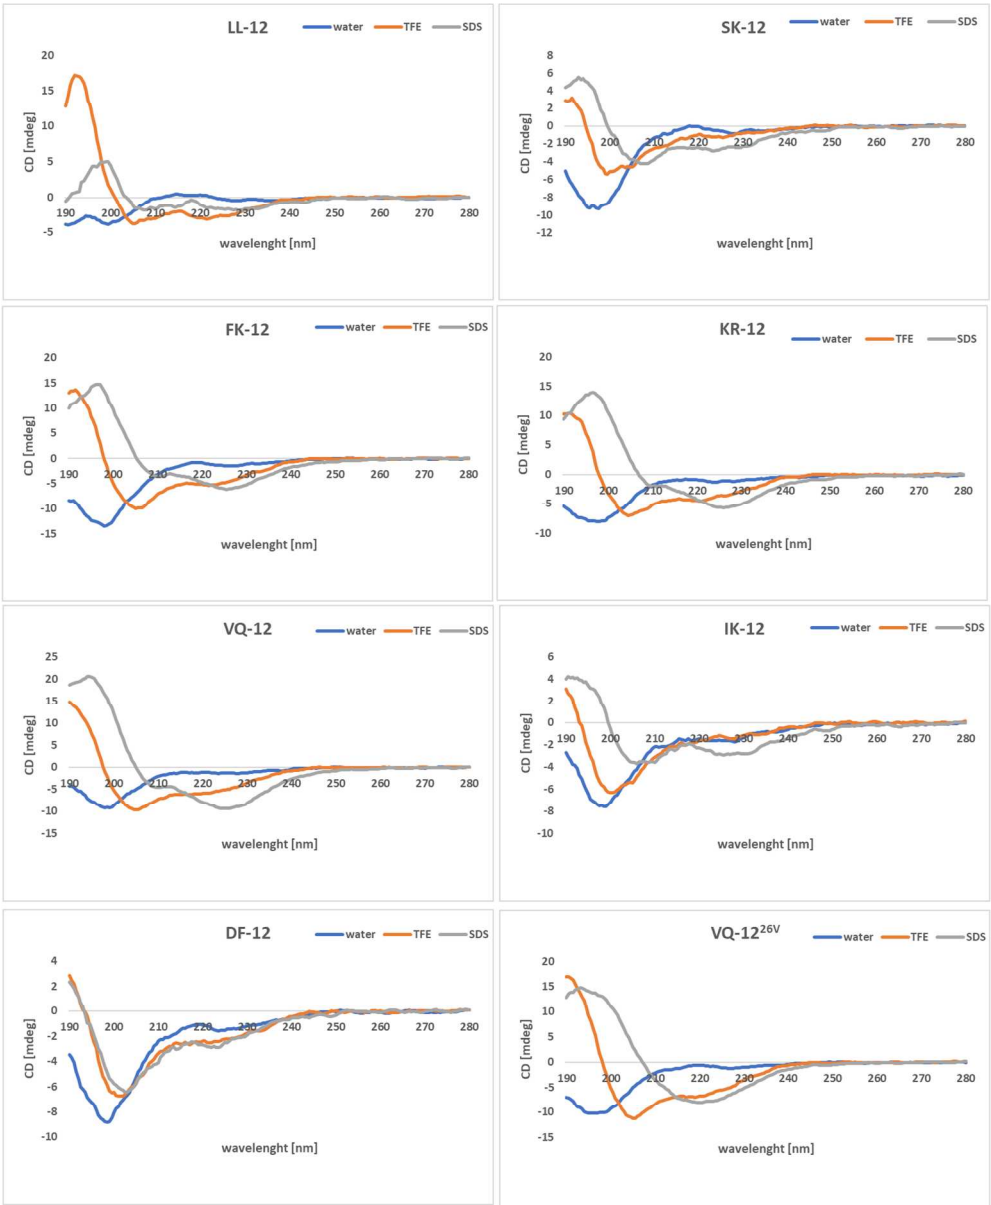 LL-12 water TFE SDS
20
15
10
5
0
-5
190 200 210 220 230 240 250 260 270 280
CD [mdeg]
wavelenght [nm]
SK-12 water TFE SDS
8
6
4
2
0
-2
-4
-6
-8
-10
-12
190 200 210 220 230 240 250 260 270 280
CD [mdeg]
wavelenght [nm]
FK-12 water TFE SDS
20
15
10
5
0
-5
-10
-15
190 200 210 220 230 240 250 260 270 280
CD [mdeg]
wavelenght [nm]
KR-12 water TFE SDS
20
15
10
5
0
-5
-10
190 200 210 220 230 240 250 260 270 280
CD [mdeg]
wavelenght [nm]
VQ-12 water TFE SDS
25
20
15
10
5
0
-5
-10
-15
190 200 210 220 230 240 250 260 270 280
CD [mdeg]
wavelenght [nm]
IK-12 water TFE SDS
6
4
2
0
-2
-4
-6
-8
-10
190 200 210 220 230 240 250 260 270 280
CD [mdeg]
wavelenght [nm]
DF-12 water TFE SDS
4
2
0
-2
-4
-6
-8
-10
190 200 210 220 230 240 250 260 270 280
CD [mdeg]
wavelenght [nm]
VQ-12²⁶ⱽ water TFE SDS
20
15
10
5
0
-5
-10
-15
190 200 210 220 230 240 250 260 270 280
CD [mdeg]
wavelenght [nm]